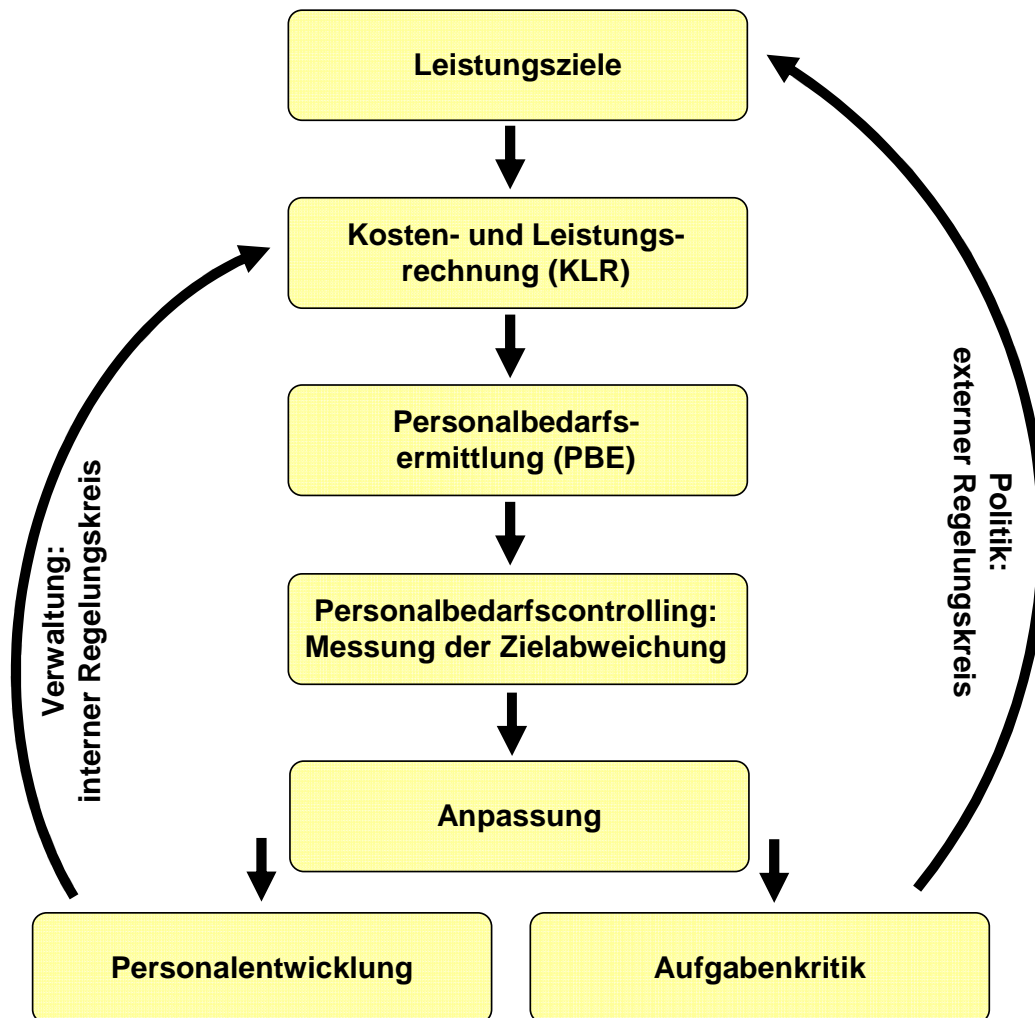 Leistungsziele
Kosten- und Leistungs-
rechnung (KLR)
Personalbedarfs-
ermittlung (PBE)
Personalbedarfscontrolling:
Messung der Zielabweichung
Anpassung
Personalentwicklung
Aufgabenkritik
Verwaltung:
interner Regelungskreis
Politik:
externer Regelungskreis